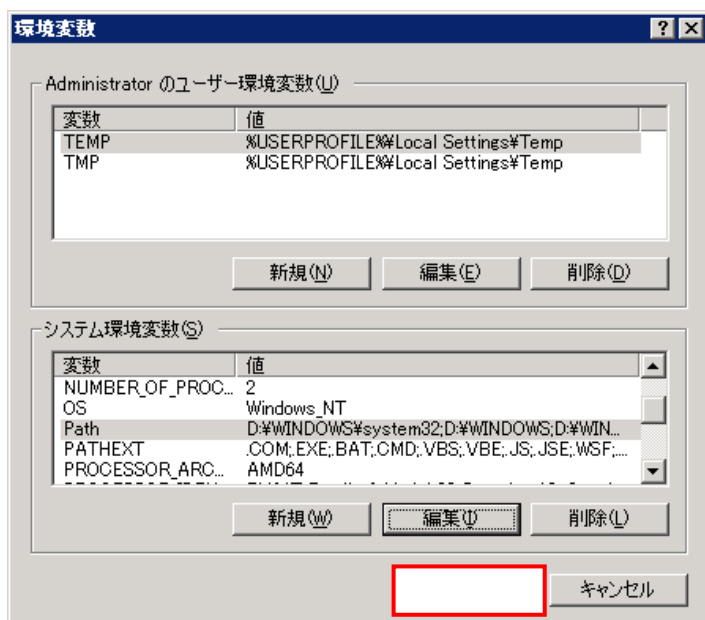 環境変数
Administrator のユーザー環境変数(U)
変数 値
TEMP %USERPROFILE%¥Local Settings¥Temp
TMP %USERPROFILE%¥Local Settings¥Temp
新規(N) 編集(E) 削除(D)
システム環境変数(S)
変数 値
NUMBER_OF_PROC... 2
OS Windows_NT
Path D:¥WINDOWS¥system32;D:¥WINDOWS;D:¥WIN...
PATHEXT .COM;.EXE;.BAT;.CMD;.VBS;.VBE;.JS;.JSE;.WSF;....
PROCESSOR_ARC... AMD64
新規(W) 編集(I) 削除(L)
キャンセル